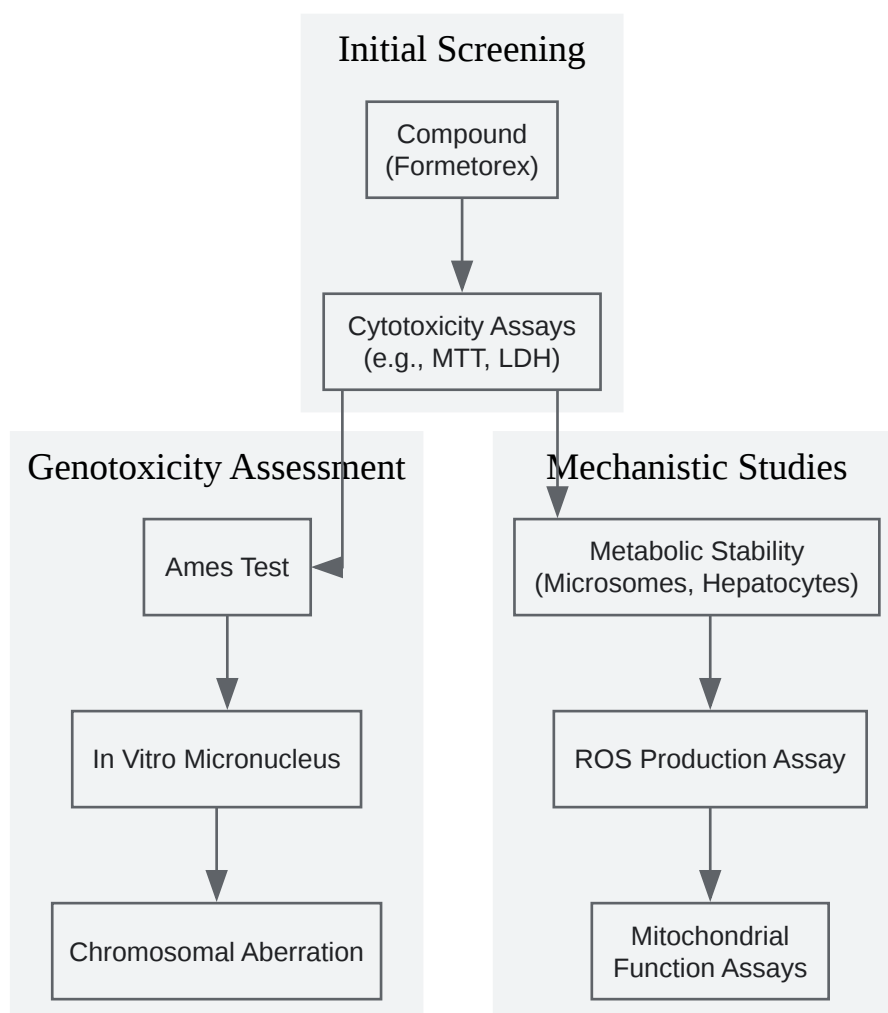 Initial Screening
Compound
(Formetorex)
Cytotoxicity Assays
(e.g., MTT, LDH)
Genotoxicity Assessment
Ames Test
In Vitro Micronucleus
Chromosomal Aberration
Mechanistic Studies
Metabolic Stability
(Microsomes, Hepatocytes)
ROS Production Assay
Mitochondrial
Function Assays